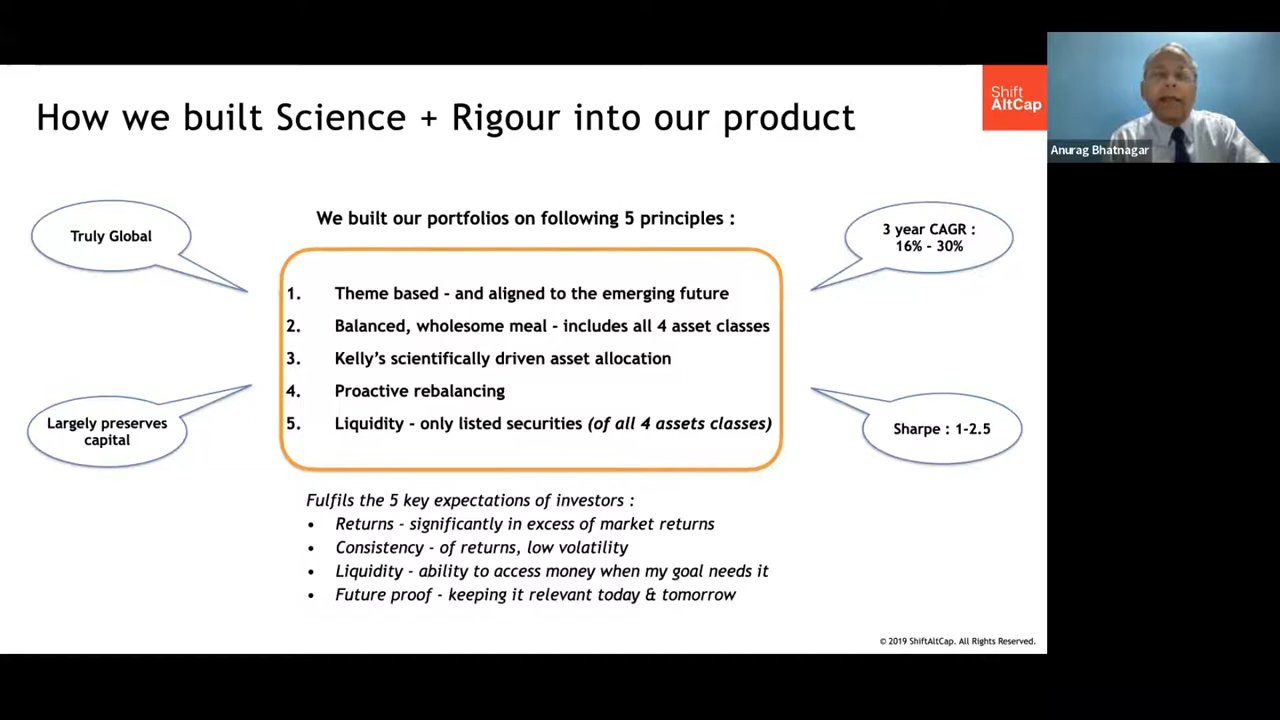 How we built Science + Rigour into our product
Shift
AltCap
Anurag Bhatnagar
Truly Global
We built our portfolios on following 5 principles :
3 year CAGR :
16% - 30%
1. Theme based - and aligned to the emerging future
2. Balanced, wholesome meal - includes all 4 asset classes
3. Kelly's scientifically driven asset allocation
4. Proactive rebalancing
5. Liquidity - only listed securities (of all 4 assets classes)
Largely preserves
capital
Sharpe : 1-2.5
Fulfils the 5 key expectations of investors :
• Returns - significantly in excess of market returns
• Consistency - of returns, low volatility
• Liquidity - ability to access money when my goal needs it
• Future proof - keeping it relevant today & tomorrow
© 2019 ShiftAltCap. All Rights Reserved.